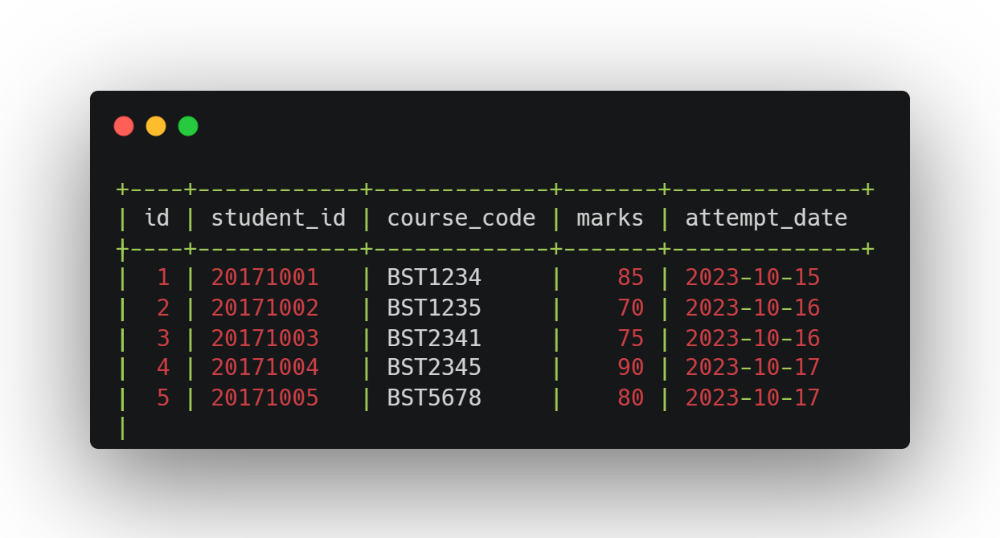 +----+------------+-------------+-------+--------------+
| id | student_id | course_code | marks | attempt_date
|
+----+------------+-------------+-------+--------------+
|  1 | 20171001   | BST1234     |    85 | 2023-10-15
|  2 | 20171002   | BST1235     |    70 | 2023-10-16
|  3 | 20171003   | BST2341     |    75 | 2023-10-16
|  4 | 20171004   | BST2345     |    90 | 2023-10-17
|  5 | 20171005   | BST5678     |    80 | 2023-10-17
|